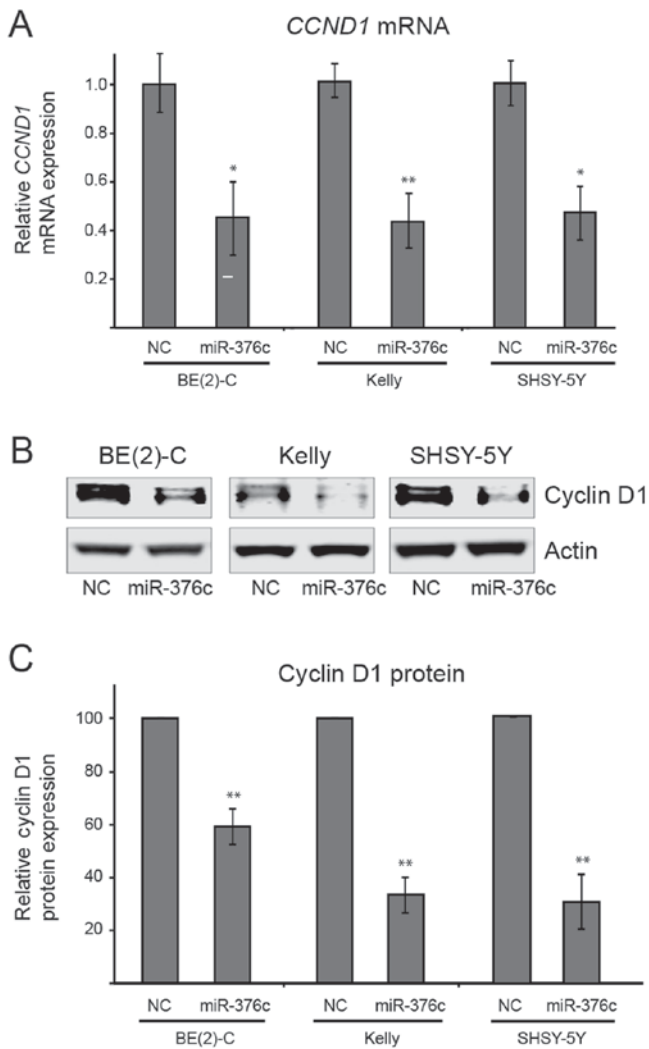 A
CCND1 mRNA
Relative CCND1
mRNA expression
1.0
0.8
0.6
0.4
0.2
*
**
*
NC miR-376c NC miR-376c NC miR-376c
BE(2)-C Kelly SHSY-5Y
B
BE(2)-C Kelly SHSY-5Y
Cyclin D1
Actin
NC miR-376c NC miR-376c NC miR-376c
C
Cyclin D1 protein
Relative cyclin D1
protein expression
100
80
60
40
20
**
**
**
NC miR-376c NC miR-376c NC miR-376c
BE(2)-C Kelly SHSY-5Y